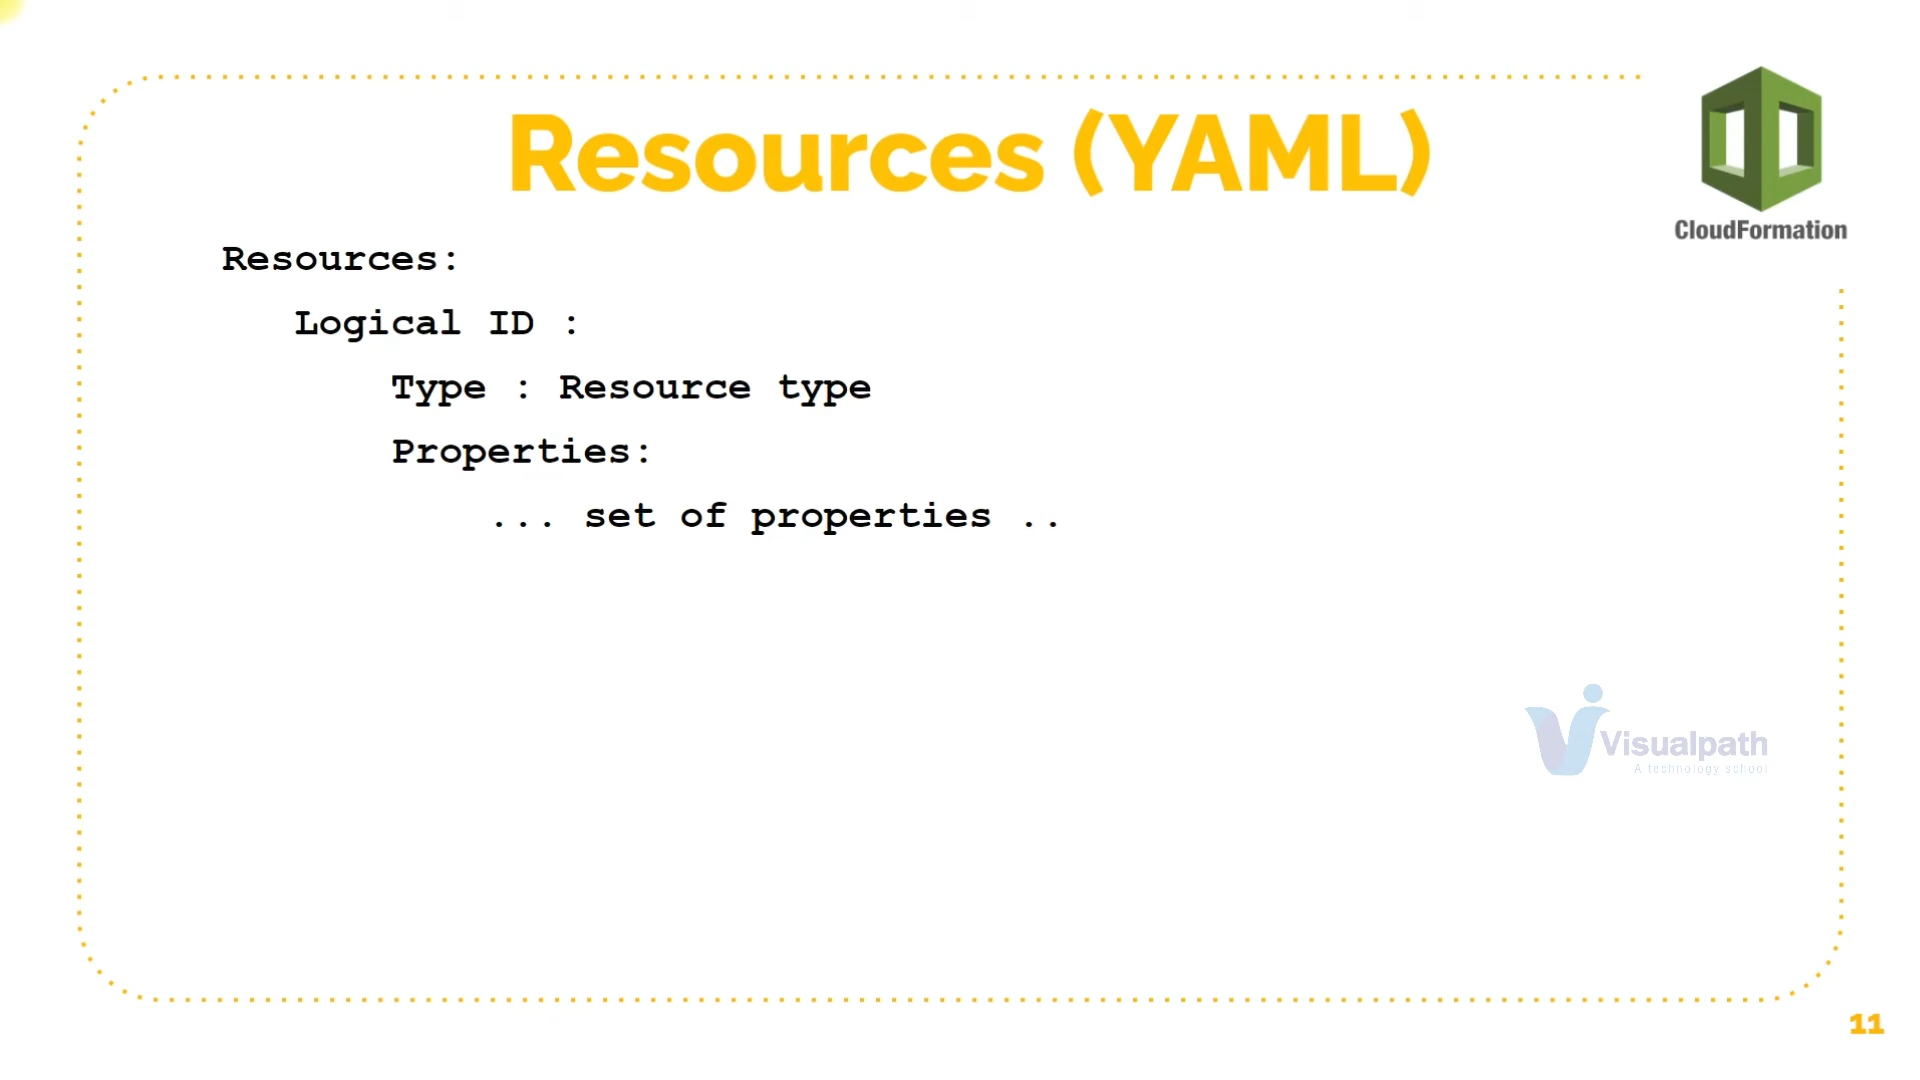 Resources (YAML)
CloudFormation
Resources:
Logical ID :
Type : Resource type
Properties:
... set of properties ..
Visualpath
A technology school
11